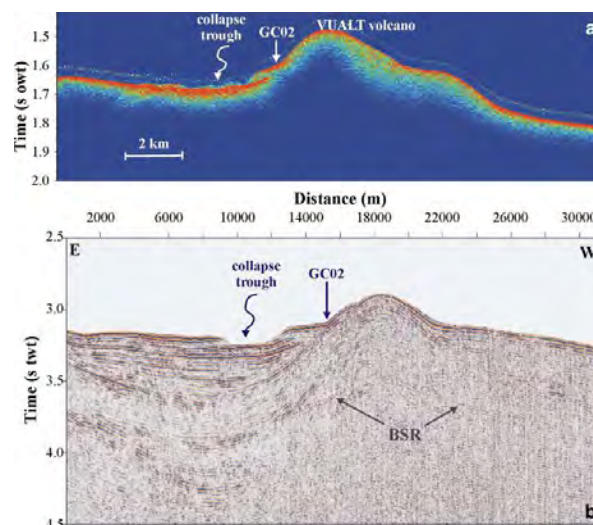 collapse
trough
GC02
VUALT volcano
a
Time (s owt)
1.5
1.6
1.7
1.8
1.9
2.0
2 km
Distance (m)
2000 6000 10000 14000 18000 22000 26000 30000
2.5
E
W
collapse
trough
GC02
Time (s twt)
3.0
3.5
4.0
4.5
BSR
b